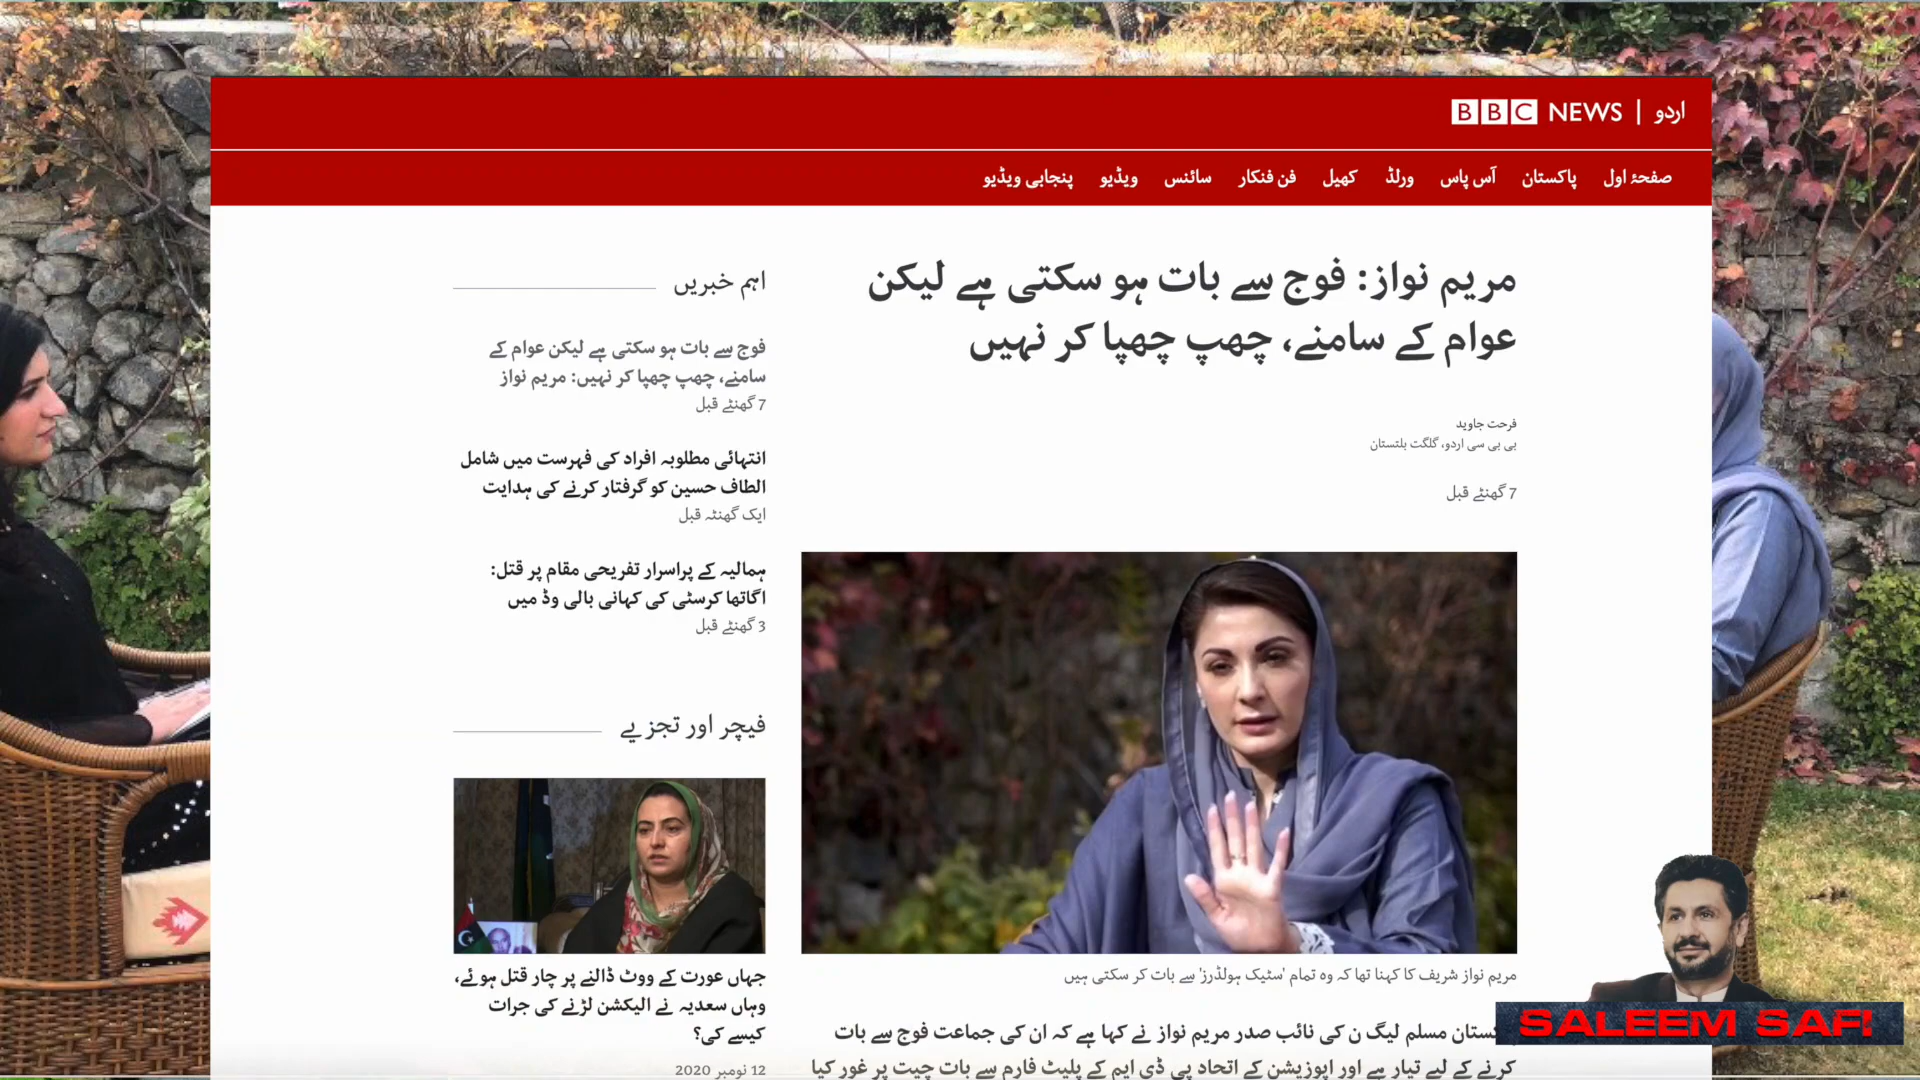 BBC NEWS | اردو
صفحۂ اول پاکستان آس پاس ورلڈ کھیل فن فنکار سائنس ویڈیو پنجابی ویڈیو
مریم نواز: فوج سے بات ہو سکتی ہے لیکن
عوام کے سامنے، چھپ چھپا کر نہیں
فرحت جاوید
بی بی سی اردو، گلگت بلتستان
7 گھنٹے قبل
مریم نواز شریف کا کہنا تھا کہ وہ تمام 'سٹیک ہولڈرز' سے بات کر سکتی ہیں
ستان مسلم لیگ ن کی نائب صدر مریم نواز نے کہا ہے کہ ان کی جماعت فوج سے بات
کرنے کے لیے تیار ہے اور اپوزیشن کے اتحاد پی ڈی ایم کے پلیٹ فارم سے بات چیت پر غور کیا
اہم خبریں
فوج سے بات ہو سکتی ہے لیکن عوام کے
سامنے، چھپ چھپا کر نہیں: مریم نواز
7 گھنٹے قبل
انتہائی مطلوبہ افراد کی فہرست میں شامل
الطاف حسین کو گرفتار کرنے کی ہدایت
ایک گھنٹہ قبل
ہمالیہ کے پراسرار تفریحی مقام پر قتل:
اگاتھا کرسٹی کی کہانی بالی وڈ میں
3 گھنٹے قبل
فیچر اور تجزیے
جہاں عورت کے ووٹ ڈالنے پر چار قتل ہوئے،
وہاں سعدیہ نے الیکشن لڑنے کی جرات
کیسے کی؟
12 نومبر 2020
SALEEM SAFI